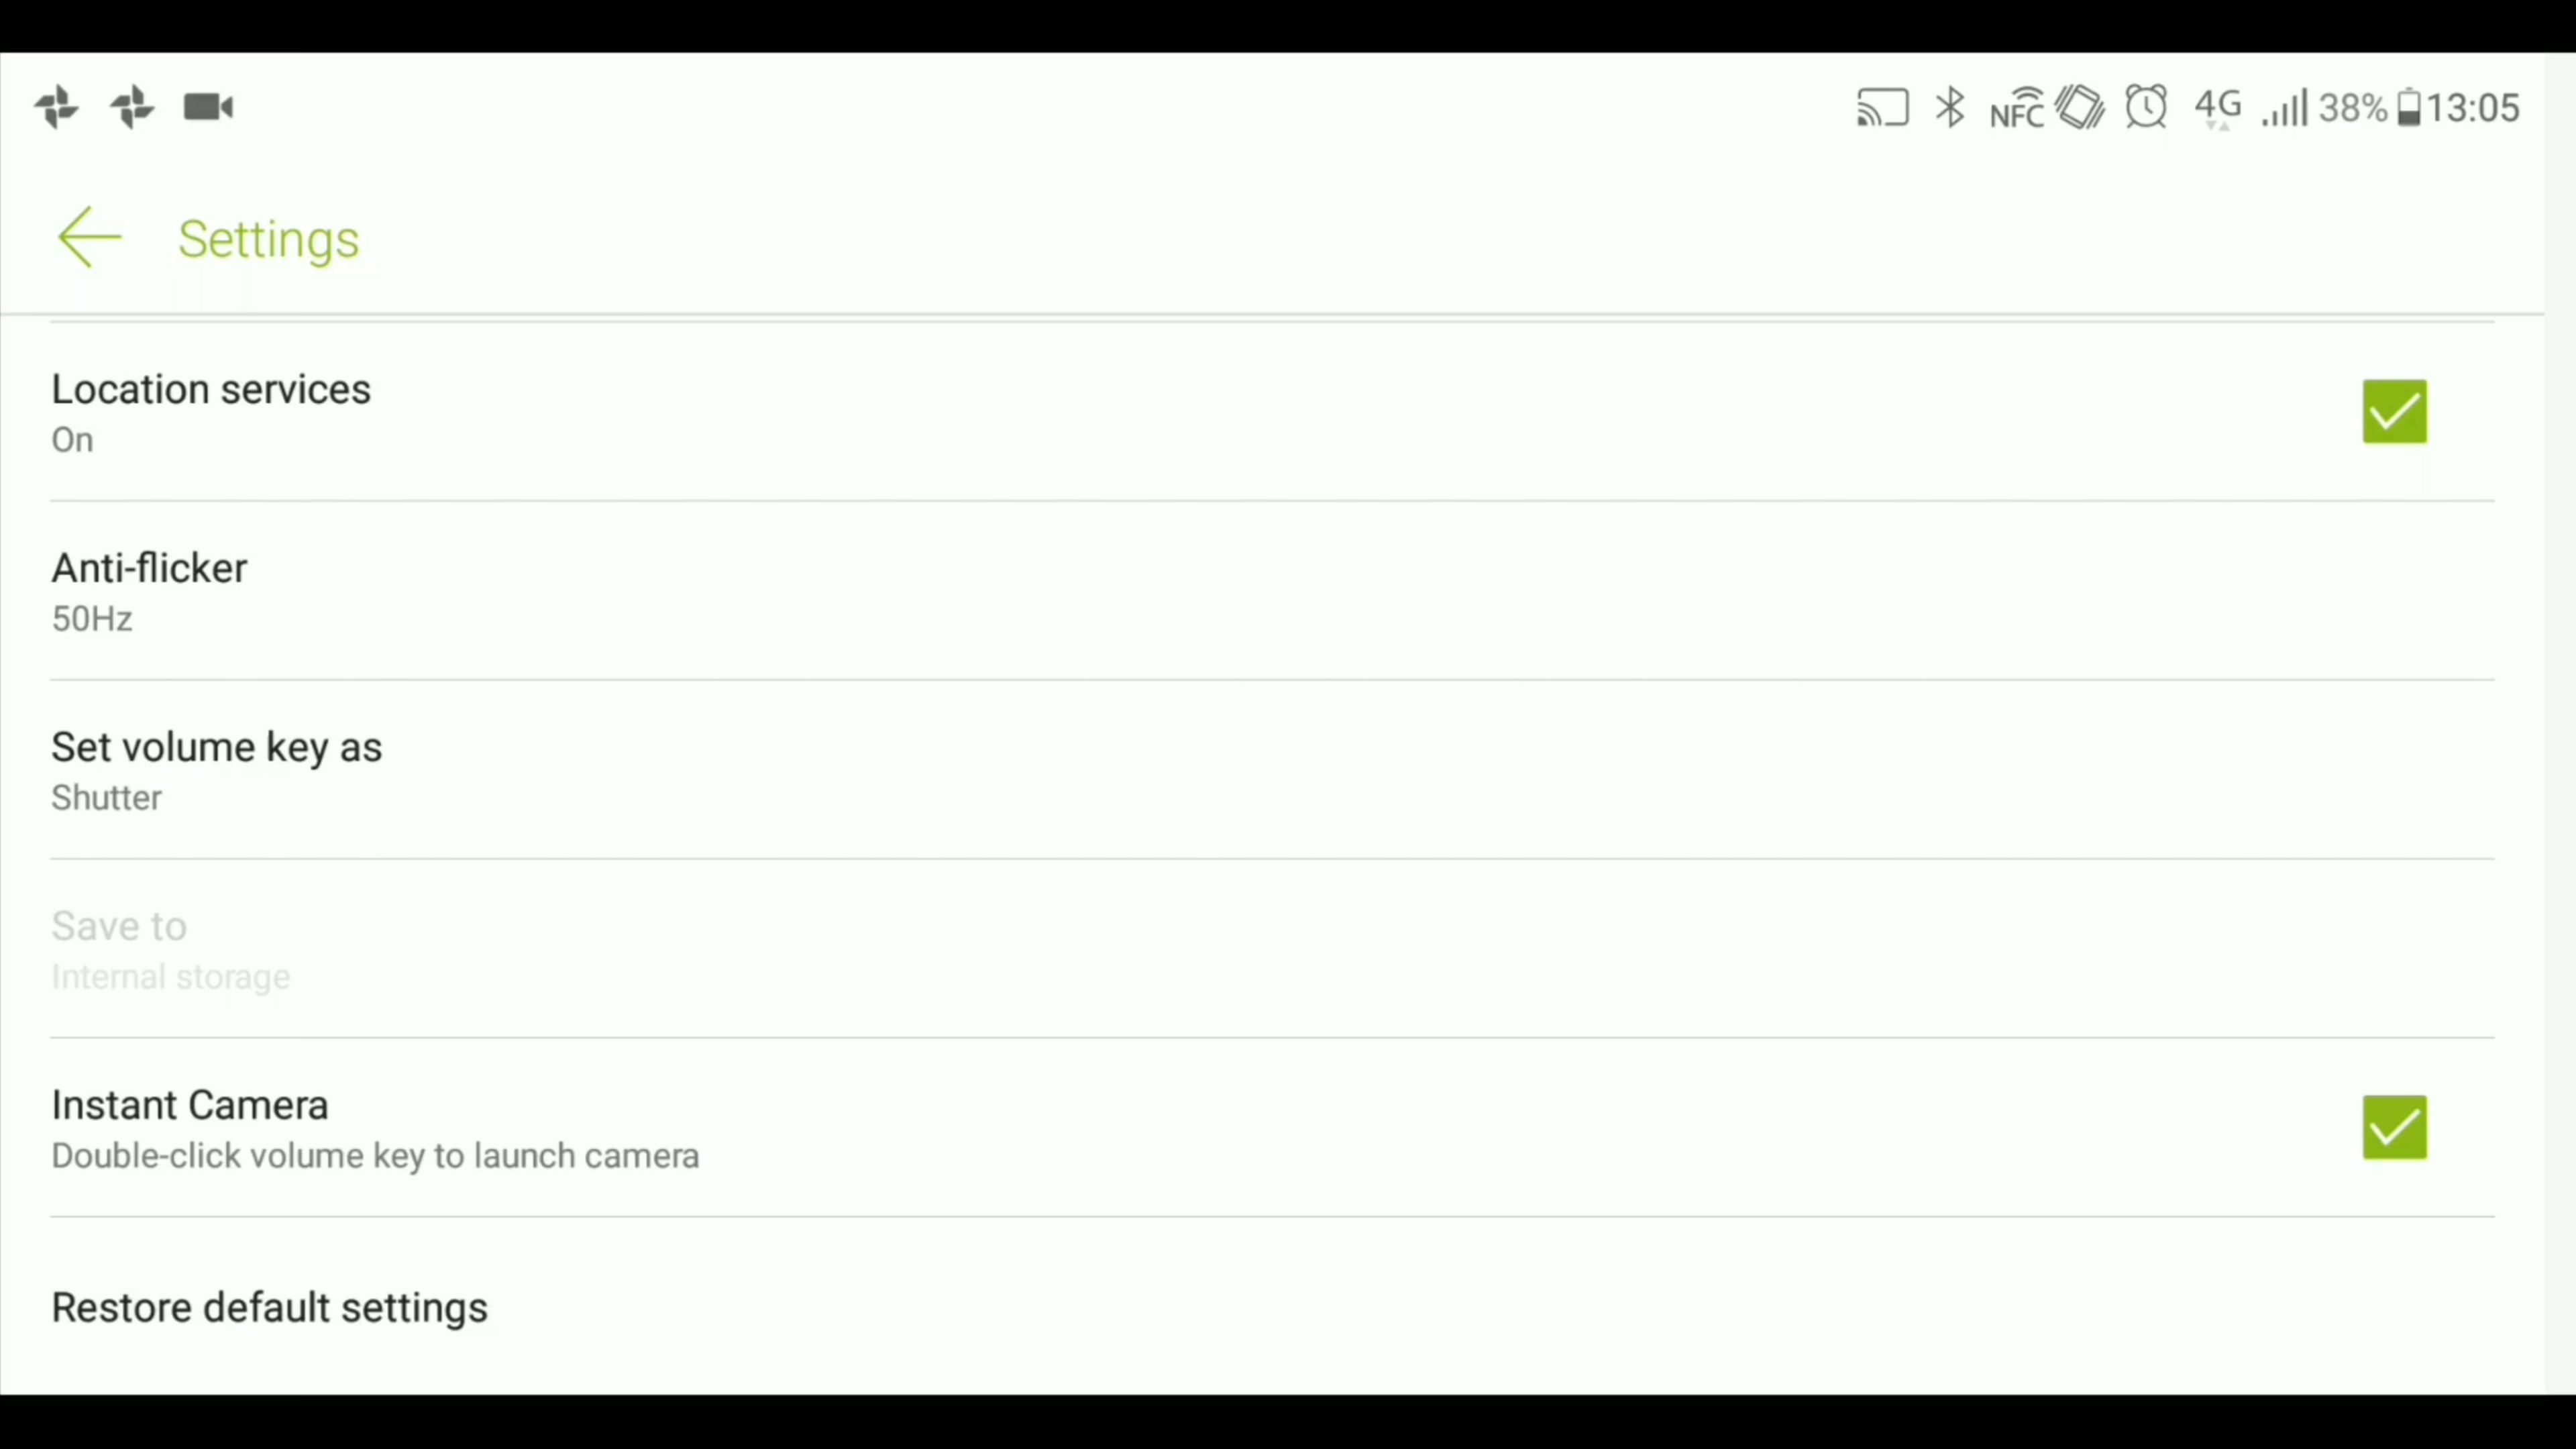 NFC 4G 38% 13:05
Settings
Location services
On
Anti-flicker
50Hz
Set volume key as
Shutter
Save to
Internal storage
Instant Camera
Double-click volume key to launch camera
Restore default settings